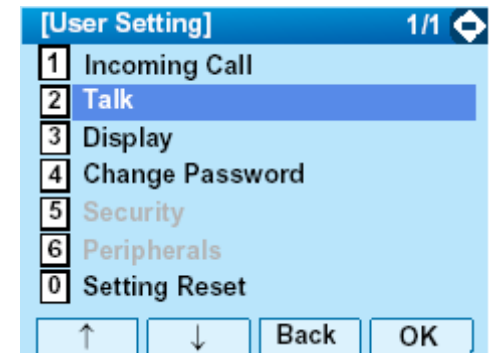 [User Setting] 1/1
1 Incoming Call
2 Talk
3 Display
4 Change Password
5 Security
6 Peripherals
0 Setting Reset
↑ ↓ Back OK